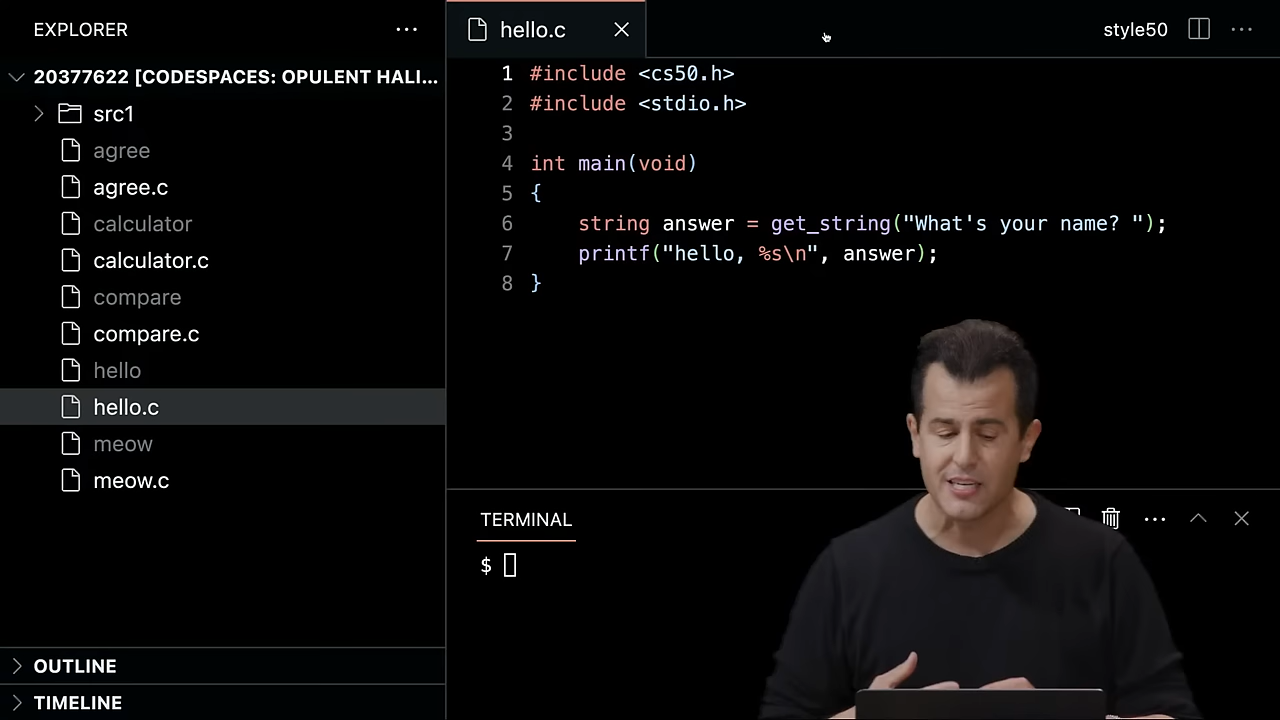 EXPLORER
hello.c
style50
20377622 [CODESPACES: OPULENT HALI...
src1
agree
agree.c
calculator
calculator.c
compare
compare.c
hello
hello.c
meow
meow.c
OUTLINE
TIMELINE
1 #include <cs50.h>
2 #include <stdio.h>
3
4 int main(void)
5 {
6     string answer = get_string("What's your name? ");
7     printf("hello, %s\n", answer);
8 }
TERMINAL
$